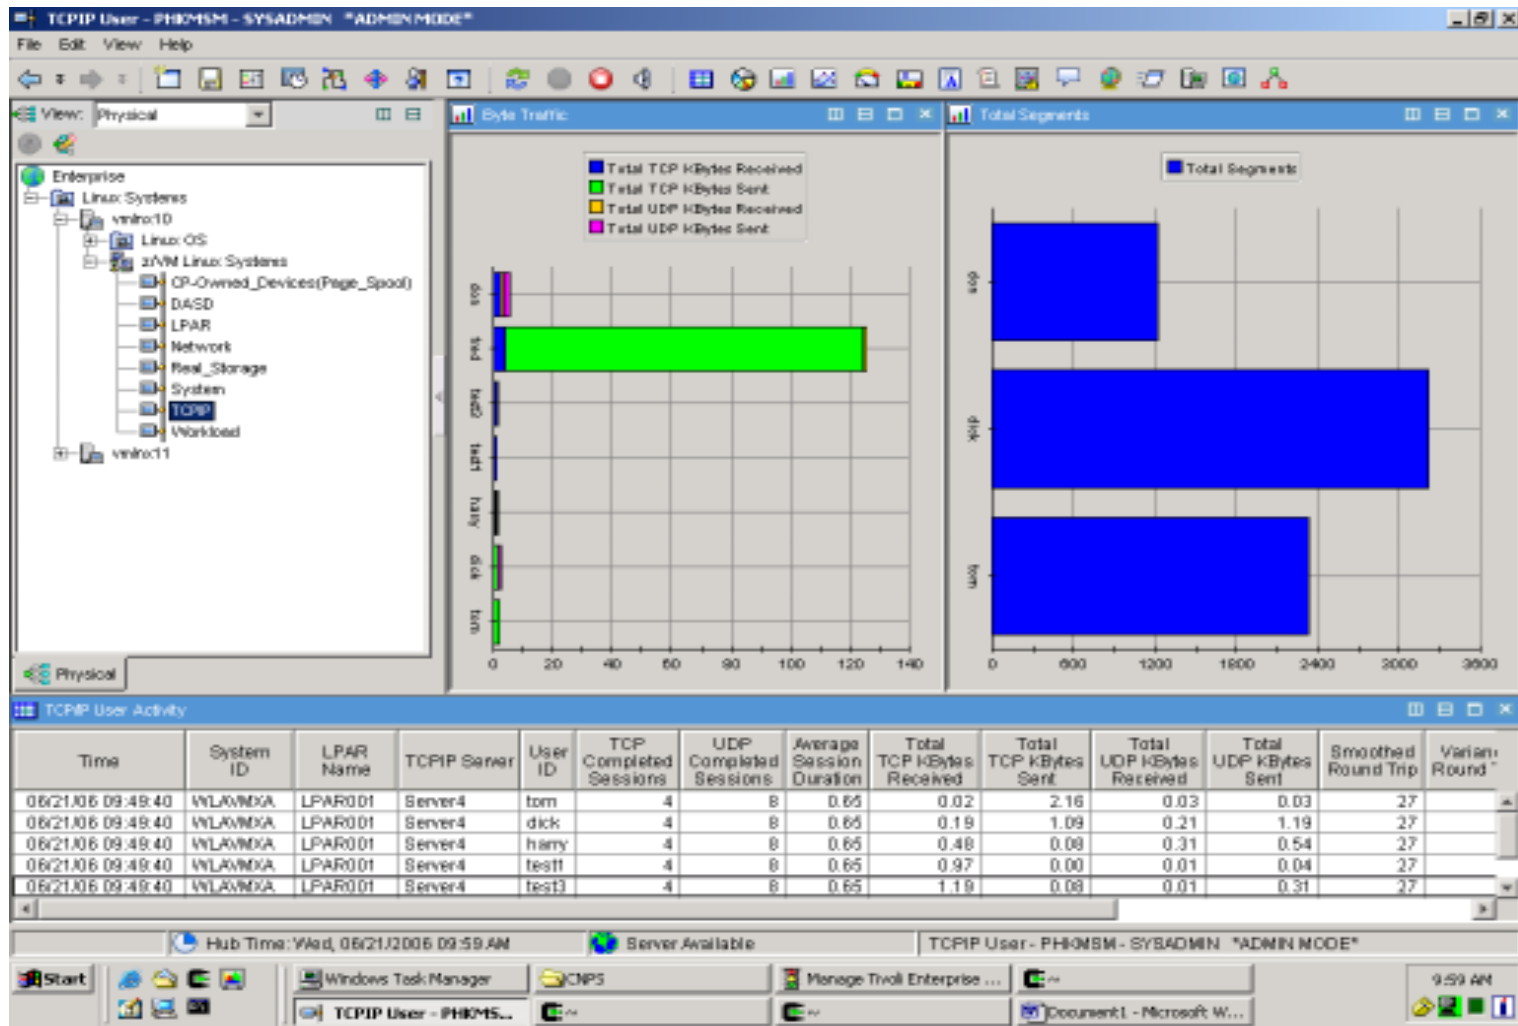 TCPIP User - PHKMSM - SYSADMIN *ADMIN MODE*
File Edit View Help
View: Physical
Enterprise
Linux Systems
vmlnx10
Linux OS
z/VM Linux Systems
CP-Owned_Devices(Page_Spool)
DASD
LPAR
Network
Real_Storage
System
TCPIP
Workload
vmlnx11
Physical
Byte Traffic
Total TCP KBytes Received
Total TCP KBytes Sent
Total UDP KBytes Received
Total UDP KBytes Sent
dos
ted
test2
test1
harry
dick
tom
0 20 40 60 80 100 120 140
Total Segments
Total Segments
dos
dick
tom
0 600 1200 1800 2400 3000 3600
TCPIP User Activity
Time System ID LPAR Name TCPIP Server User ID TCP Completed Sessions UDP Completed Sessions Average Session Duration Total TCP KBytes Received Total TCP KBytes Sent Total UDP KBytes Received Total UDP KBytes Sent Smoothed Round Trip Round
06/21/06 09:49:40 WLAVMXA LPAR001 Server4 tom 4 8 0.65 0.02 2.16 0.03 0.03 27
06/21/06 09:49:40 WLAVMXA LPAR001 Server4 dick 4 8 0.65 0.19 1.09 0.21 1.19 27
06/21/06 09:49:40 WLAVMXA LPAR001 Server4 harry 4 8 0.65 0.48 0.08 0.31 0.54 27
06/21/06 09:49:40 WLAVMXA LPAR001 Server4 test1 4 8 0.65 0.97 0.00 0.01 0.04 27
06/21/06 09:49:40 WLAVMXA LPAR001 Server4 test3 4 8 0.65 1.19 0.08 0.01 0.31 27
Hub Time: Wed, 06/21/2006 09:59 AM Server Available TCPIP User - PHKMSM - SYSADMIN *ADMIN MODE*
Start Windows Task Manager CNPS Manage Tivoli Enterprise ... ~ 9:59 AM
TCPIP User - PHKMS... ~ ~ Document1 - Microsoft W...